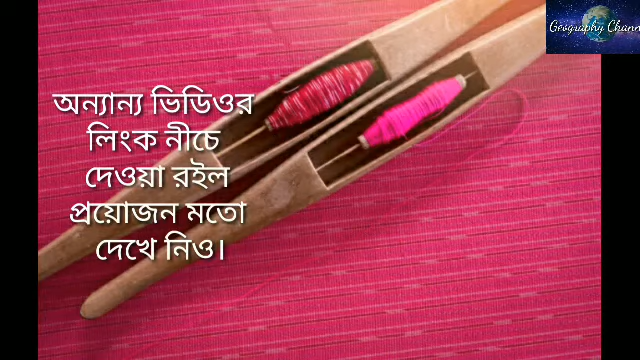 Geography Chann
অন্যান্য ভিডিওর
লিংক নীচে
দেওয়া রইল
প্রয়োজন মতো
দেখে নিও।